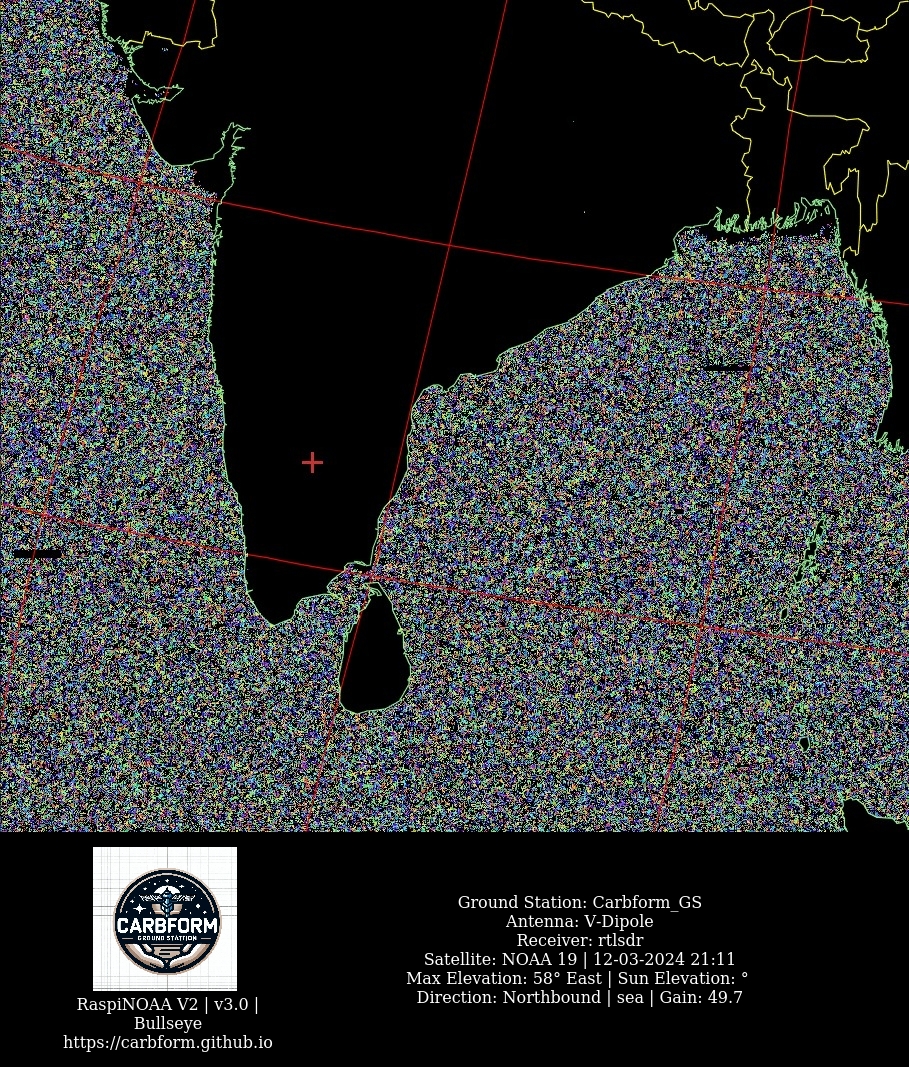 CARBFORM
GROUND STATION
RaspiNOAA V2 | v3.0 |
Bullseye
https://carbform.github.io
Ground Station: Carbform_GS
Antenna: V-Dipole
Receiver: rtlsdr
Satellite: NOAA 19 | 12-03-2024 21:11
Max Elevation: 58° East | Sun Elevation: °
Direction: Northbound | sea | Gain: 49.7